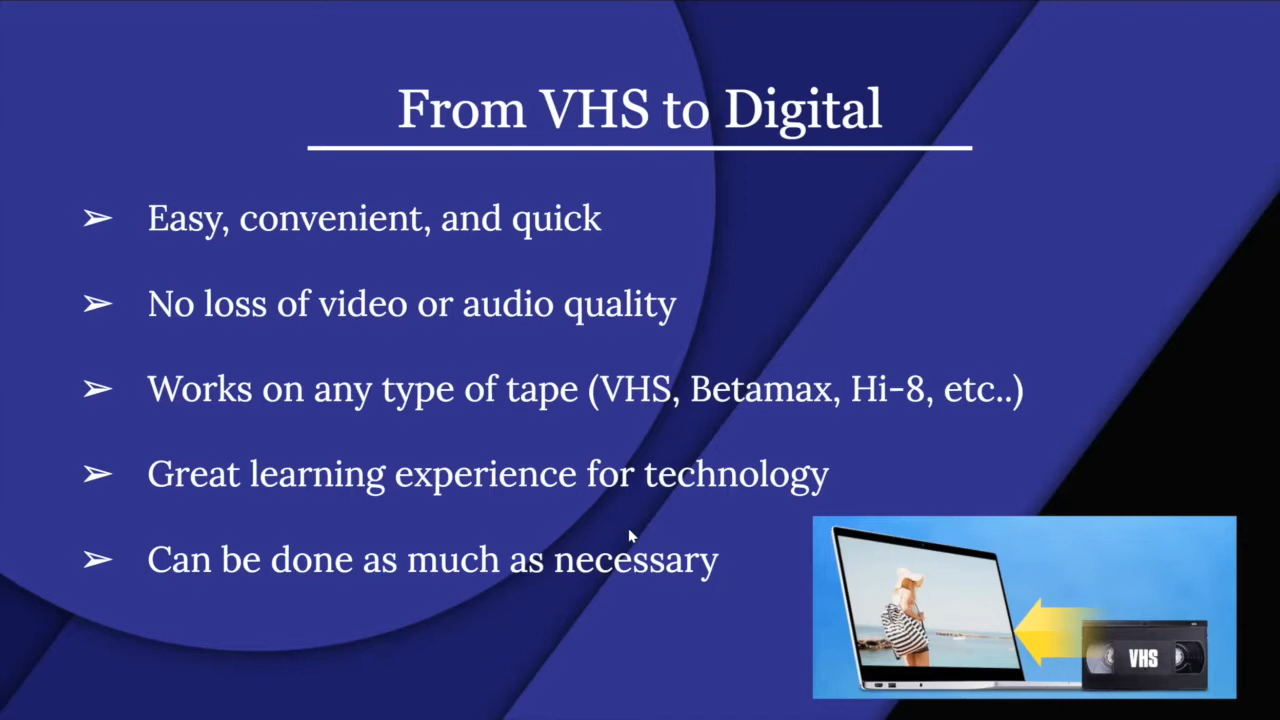 From VHS to Digital
➢ Easy, convenient, and quick
➢ No loss of video or audio quality
➢ Works on any type of tape (VHS, Betamax, Hi-8, etc..)
➢ Great learning experience for technology
➢ Can be done as much as necessary
VHS